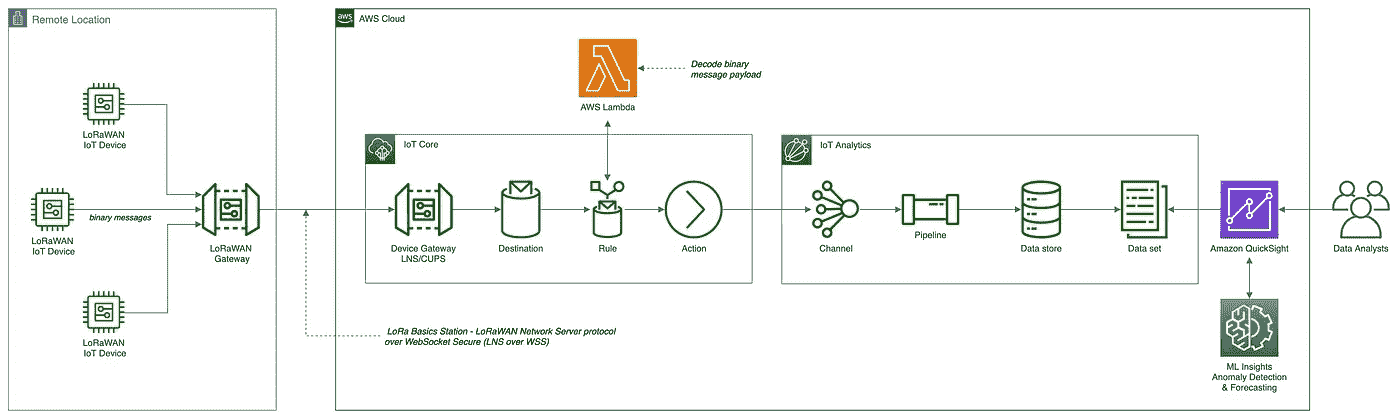 Remote Location
LoRaWAN
IoT Device
LoRaWAN
IoT Device
binary messages
LoRaWAN
IoT Device
LoRaWAN
Gateway
aws
AWS Cloud
AWS Lambda
Decode binary
message payload
IoT Core
Device Gateway
LNS/CUPS
Destination
Rule
Action
LoRa Basics Station - LoRaWAN Network Server protocol
over WebSocket Secure (LNS over WSS)
IoT Analytics
Channel
Pipeline
Data store
Data set
Amazon QuickSight
Data Analysts
ML Insights
Anomaly Detection
& Forecasting